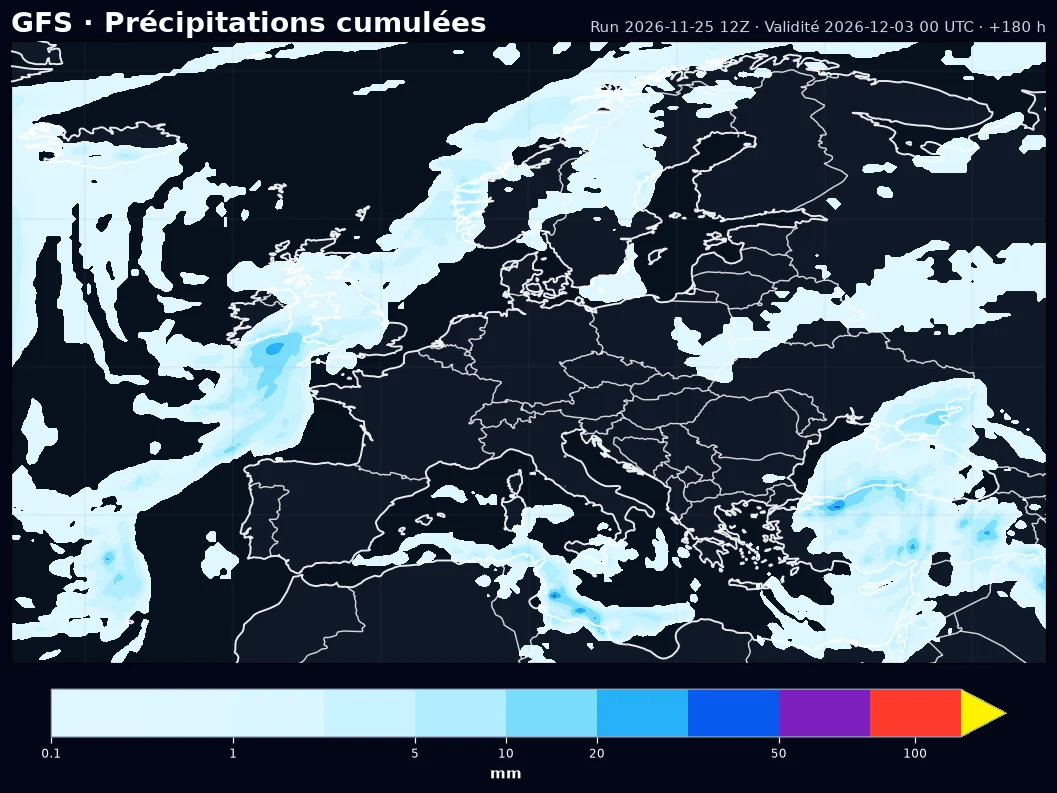 GFS · Précipitations cumulées
Run 2026-11-25 12Z · Validité 2026-12-03 00 UTC · +180 h
0.1 1 5 10 20 50 100
mm